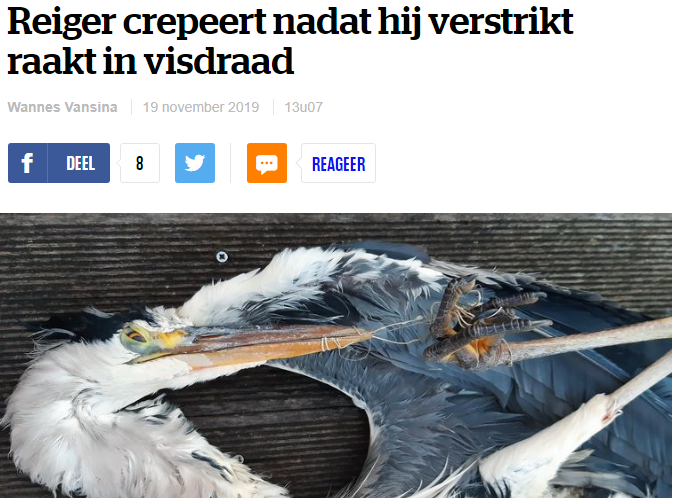 Reiger crepeert nadat hij verstrikt
raakt in visdraad
Wannes Vansina 19 november 2019 13u07
f DEEL 8 REAGEER